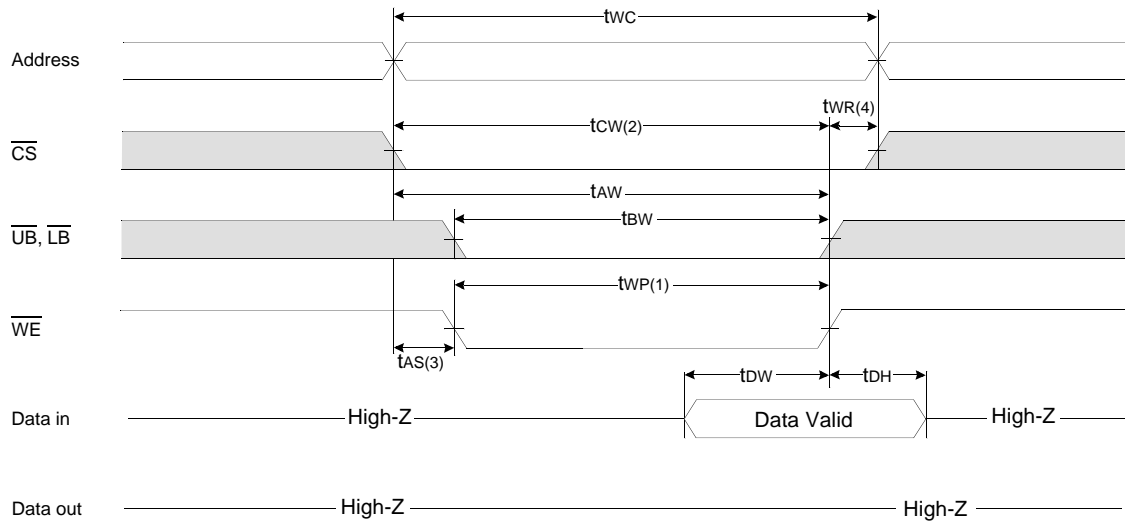 tWC
Address
tWR(4)
tCW(2)
CS
tAW
tBW
UB, LB
tWP(1)
WE
tAS(3)
tDW
tDH
Data in
High-Z
Data Valid
High-Z
Data out
High-Z
High-Z